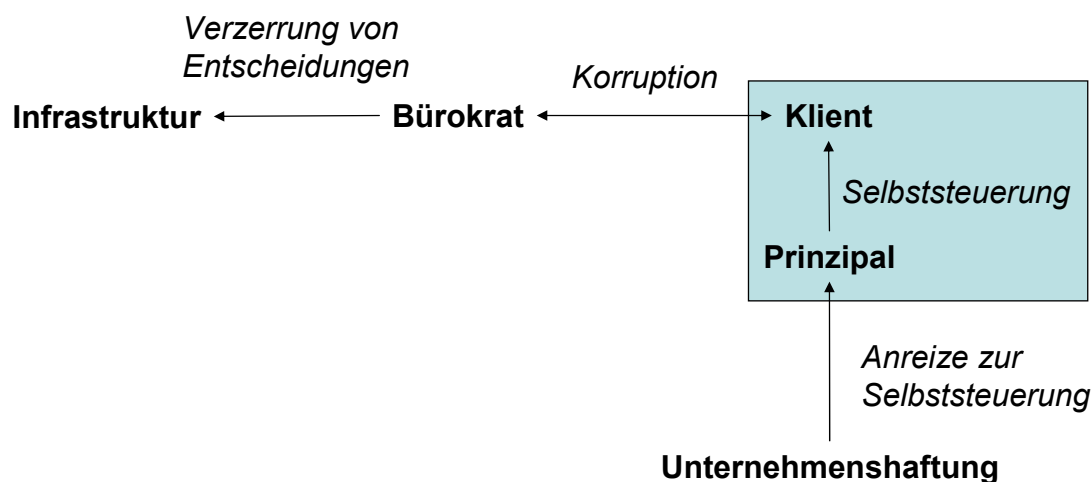 Verzerrung von
Entscheidungen
Korruption
Infrastruktur
Bürokrat
Klient
Selbststeuerung
Prinzipal
Anreize zur
Selbststeuerung
Unternehmenshaftung